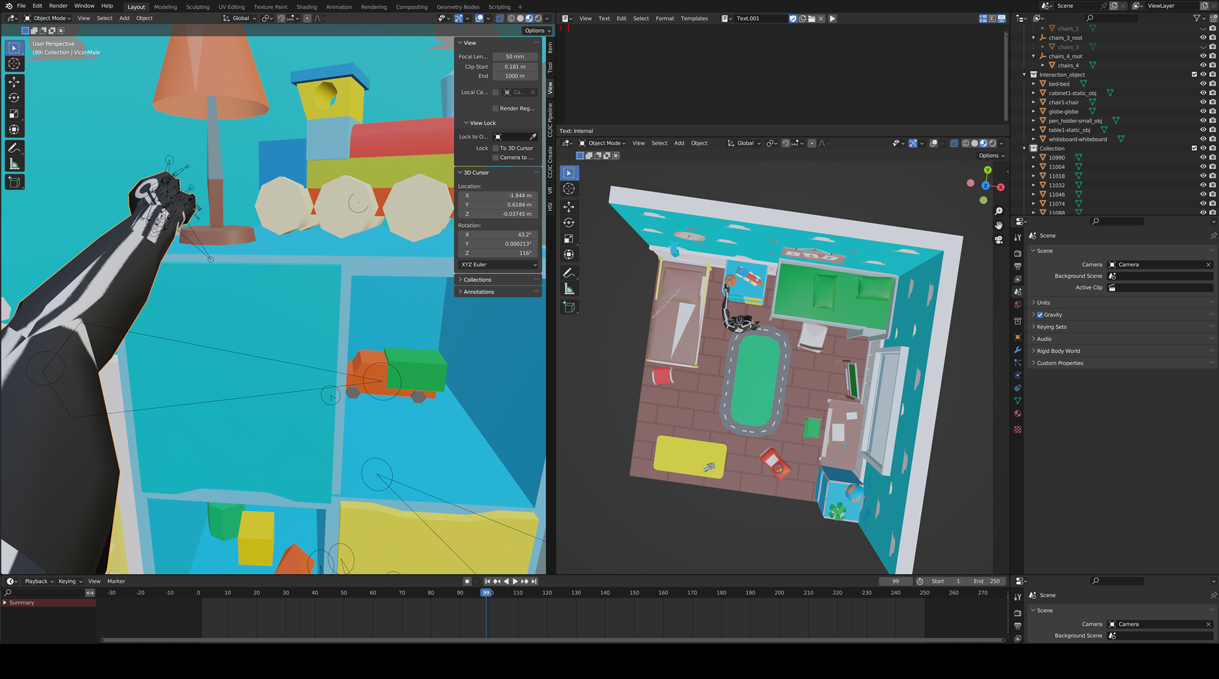 File Edit Render Window Help Layout Modeling Sculpting UV Editing Texture Paint Shading Animation Rendering Compositing Geometry Nodes Scripting + Scene ViewLayer
Object Mode View Select Add Object Global Options
User Perspective
(99) Collection | ViconMale
View
Focal Len... 50 mm
Clip Start 0.181 m
End 1000 m
Local Ca... Ca...
Render Reg...
View Lock
Lock to O...
Lock To 3D Cursor
Camera to ...
3D Cursor
Location:
X -1.844 m
Y 0.6184 m
Z -0.03745 m
Rotation:
X 43.2°
Y 0.000213°
Z 116°
XYZ Euler
Collections
Annotations
Item
Tool
View
CC/iC Pipeline
CC/iC Create
VR
HSI
View Text Edit Select Format Templates Text.001
1
Text: Internal
Object Mode View Select Add Object Global
Options
Y
X
Z
chairs_2
chairs_3_root
chairs_3
chairs_4_root
chairs_4
Interaction_object
bed-bed
cabinet1-static_obj
chair1-chair
globe-globe
pen_holder-small_obj
table1-static_obj
whiteboard-whiteboard
Collection
10990
11004
11018
11032
11046
11074
11088
Scene
Scene
Camera Camera
Background Scene
Active Clip
Units
Gravity
Keying Sets
Audio
Rigid Body World
Custom Properties
Playback Keying View Marker 99 Start 1 End 250
-30 -20 -10 0 10 20 30 40 50 60 70 80 99 110 120 130 140 150 160 170 180 190 200 210 220 230 240 250 260 270
Summary
Scene
Scene
Camera Camera
Background Scene